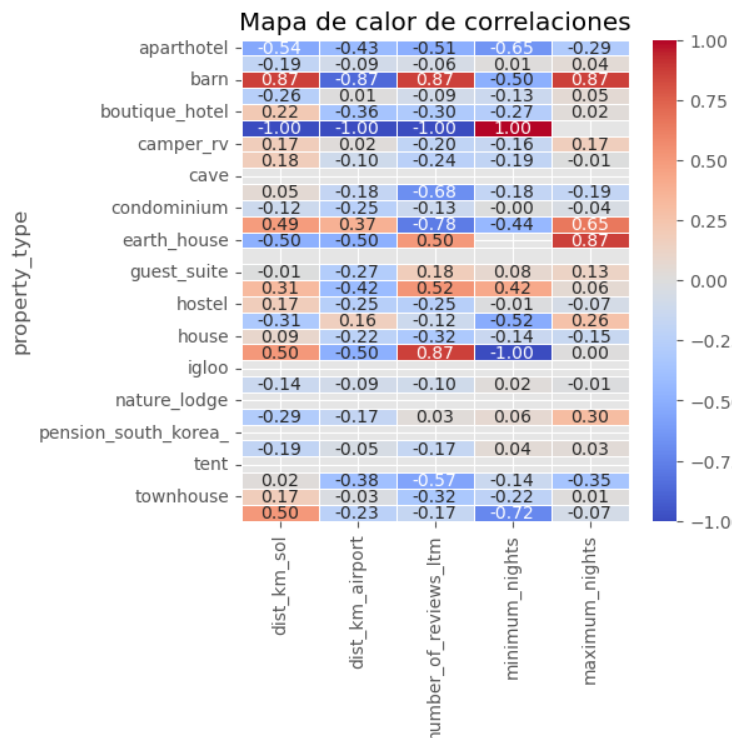 Mapa de calor de correlaciones
property_type
aparthotel -0.54 -0.43 -0.51 -0.65 -0.29
-0.19 -0.09 -0.06 0.01 0.04
barn 0.87 -0.87 0.87 -0.50 0.87
-0.26 0.01 -0.09 -0.13 0.05
boutique_hotel 0.22 -0.36 -0.30 -0.27 0.02
-1.00 -1.00 -1.00 1.00
camper_rv 0.17 0.02 -0.20 -0.16 0.17
0.18 -0.10 -0.24 -0.19 -0.01
cave
0.05 -0.18 -0.68 -0.18 -0.19
condominium -0.12 -0.25 -0.13 -0.00 -0.04
0.49 0.37 -0.78 -0.44 0.65
earth_house -0.50 -0.50 0.50 0.87
guest_suite -0.01 -0.27 0.18 0.08 0.13
0.31 -0.42 0.52 0.42 0.06
hostel 0.17 -0.25 -0.25 -0.01 -0.07
-0.31 0.16 -0.12 -0.52 0.26
house 0.09 -0.22 -0.32 -0.14 -0.15
0.50 -0.50 0.87 -1.00 0.00
igloo
-0.14 -0.09 -0.10 0.02 -0.01
nature_lodge
-0.29 -0.17 0.03 0.06 0.30
pension_south_korea_
-0.19 -0.05 -0.17 0.04 0.03
tent
0.02 -0.38 -0.57 -0.14 -0.35
townhouse 0.17 -0.03 -0.32 -0.22 0.01
0.50 -0.23 -0.17 -0.72 -0.07
dist_km_sol
dist_km_airport
number_of_reviews_ltm
minimum_nights
maximum_nights
1.00
0.75
0.50
0.25
0.00
−0.25
−0.50
−0.7
−1.00